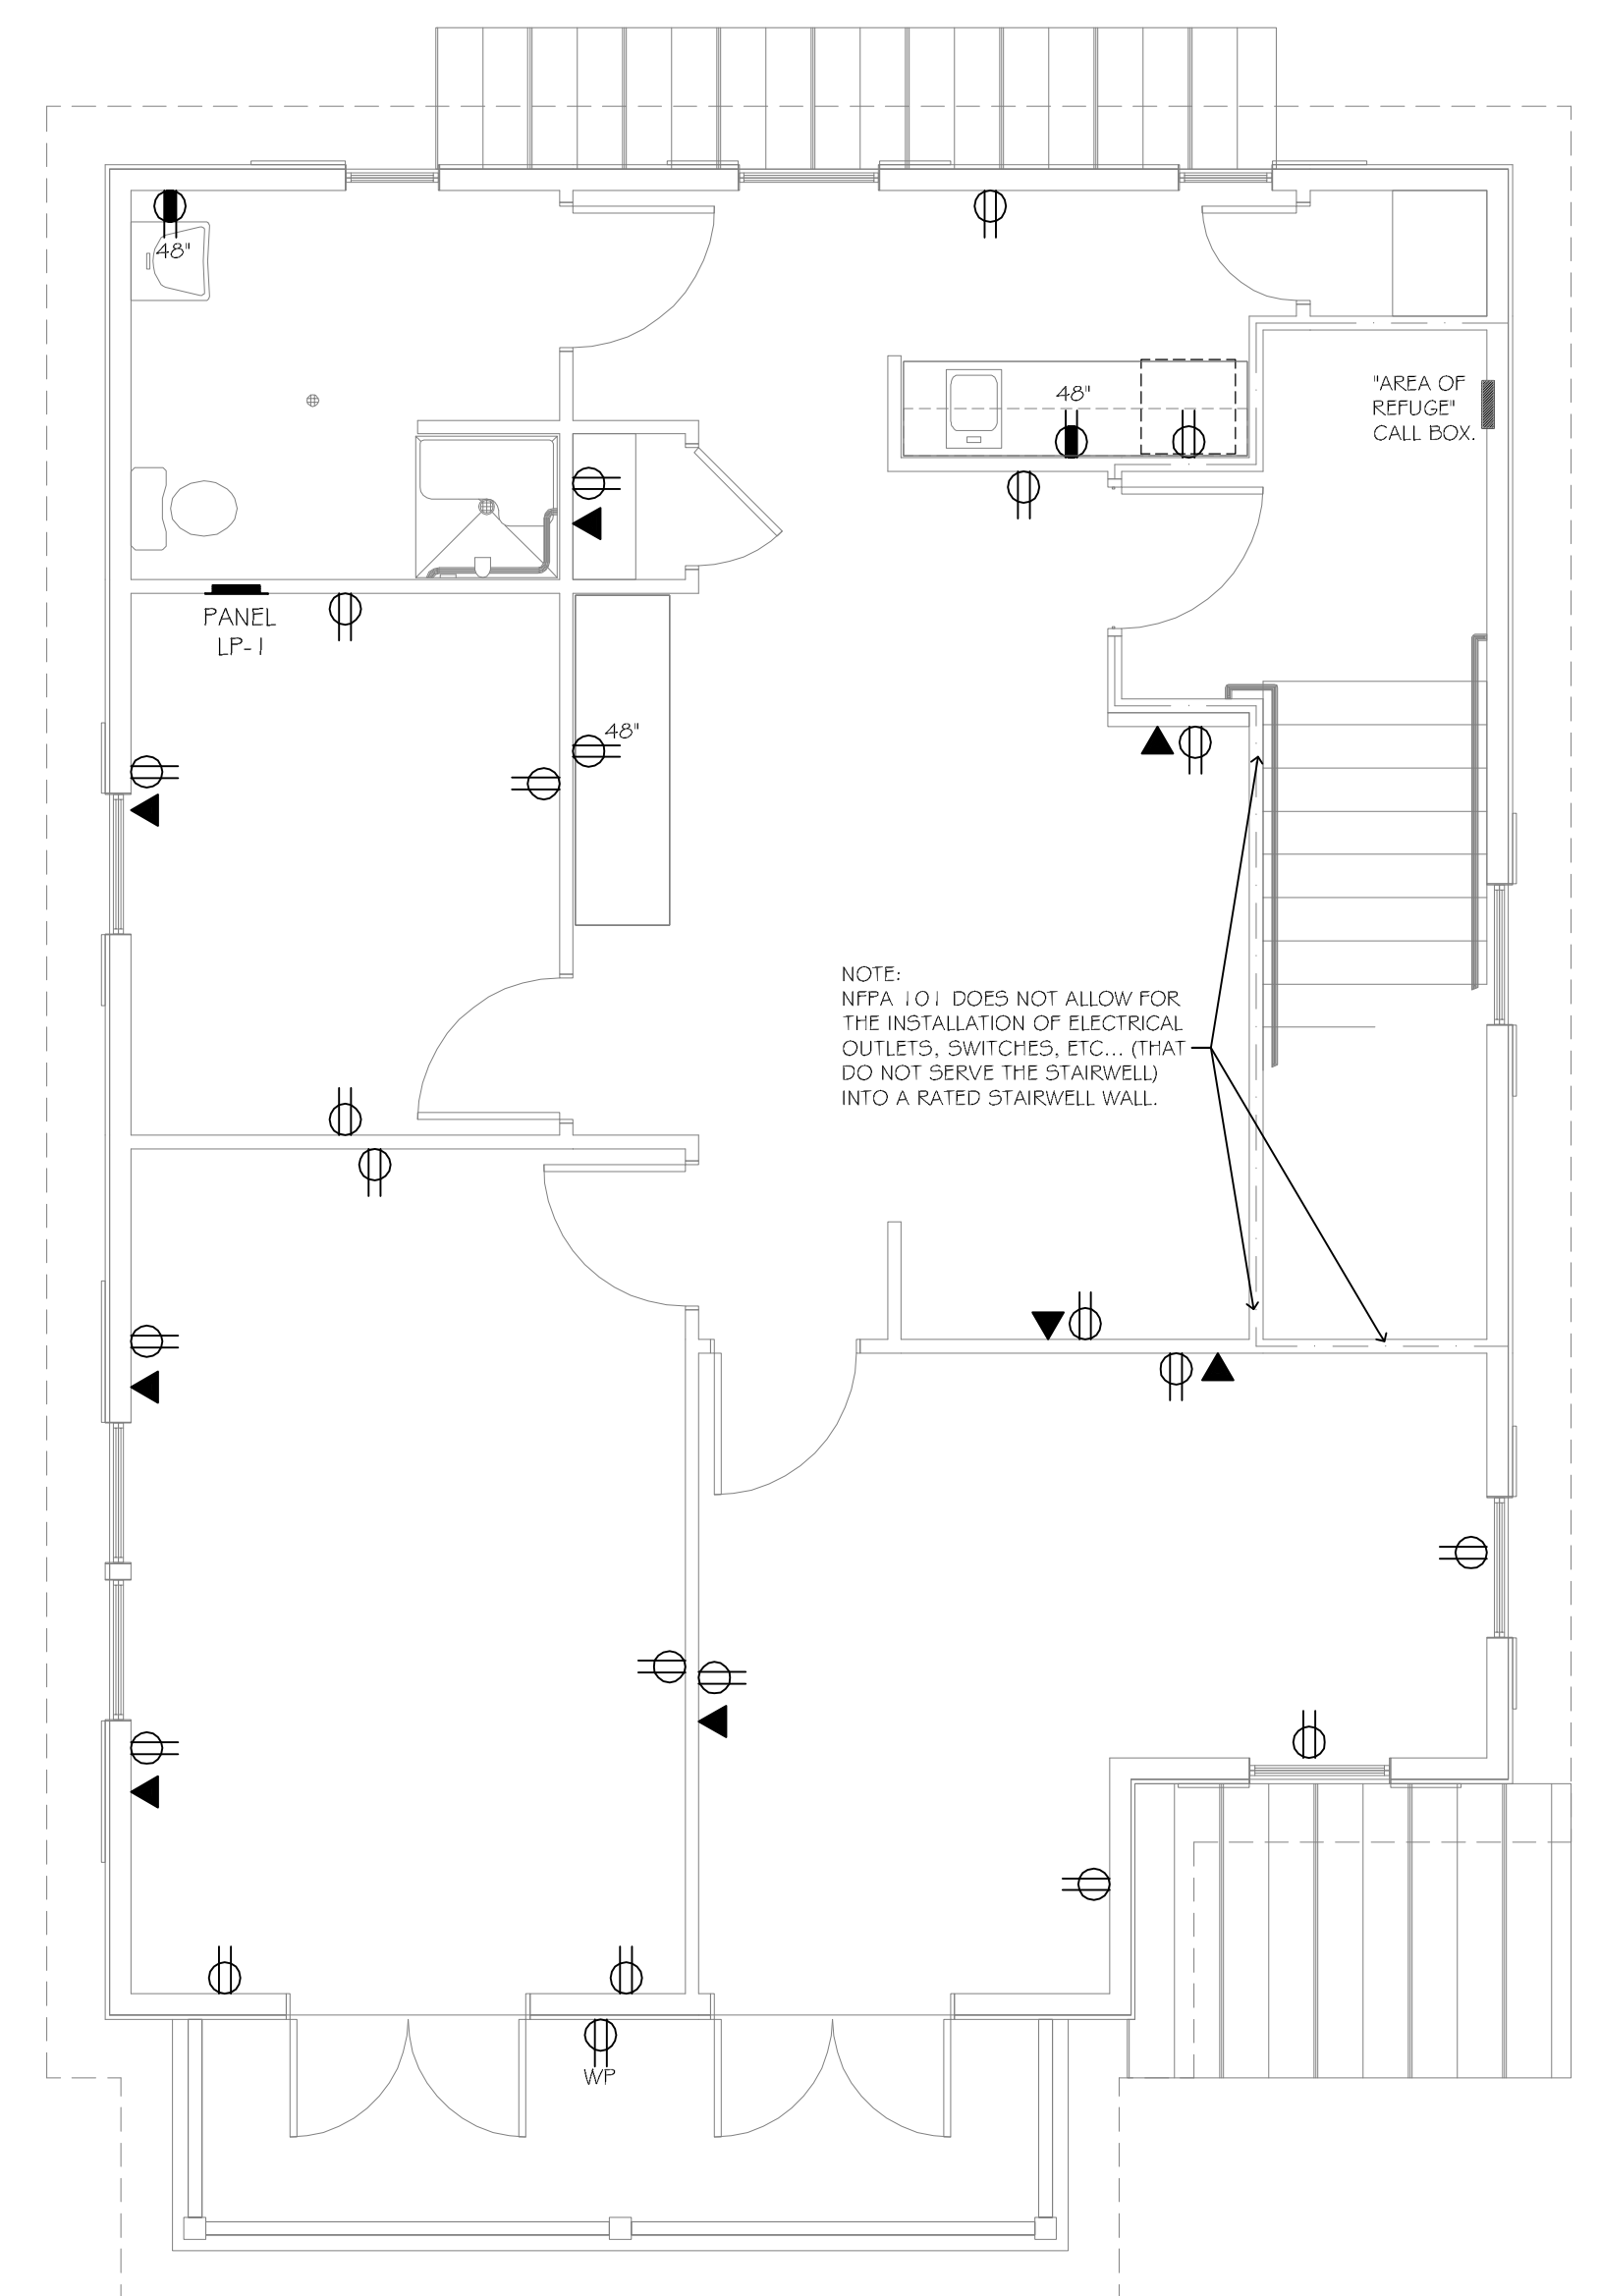 48"
"AREA OF
REFUGE"
CALL BOX.
48"
PANEL
LP-1
48"
NOTE:
NFPA 101 DOES NOT ALLOW FOR
THE INSTALLATION OF ELECTRICAL
OUTLETS, SWITCHES, ETC... (THAT
DO NOT SERVE THE STAIRWELL)
INTO A RATED STAIRWELL WALL.
WP